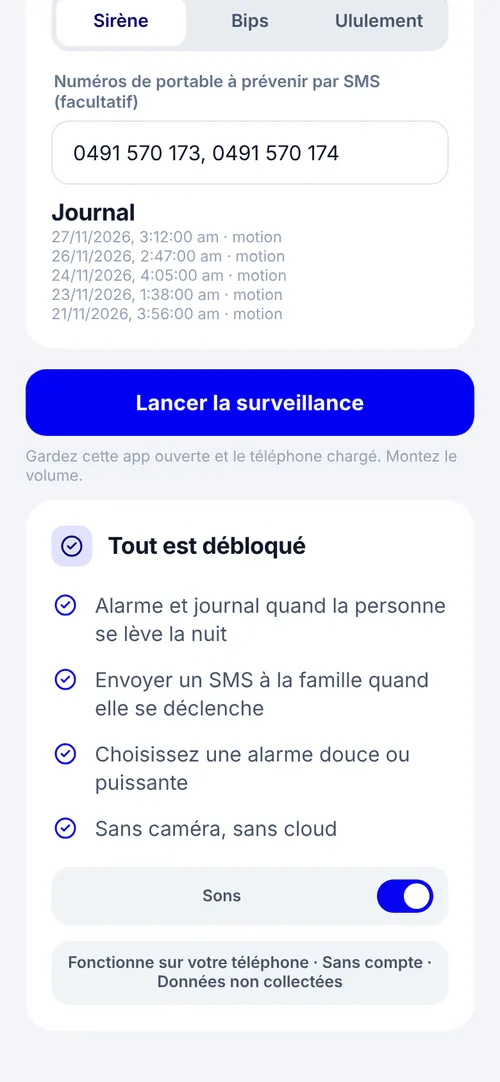 Sirène
Bips
Ululement
Numéros de portable à prévenir par SMS
(facultatif)
0491 570 173, 0491 570 174
Journal
27/11/2026, 3:12:00 am · motion
26/11/2026, 2:47:00 am · motion
24/11/2026, 4:05:00 am · motion
23/11/2026, 1:38:00 am · motion
21/11/2026, 3:56:00 am · motion
Lancer la surveillance
Gardez cette app ouverte et le téléphone chargé. Montez le
volume.
Tout est débloqué
Alarme et journal quand la personne
se lève la nuit
Envoyer un SMS à la famille quand
elle se déclenche
Choisissez une alarme douce ou
puissante
Sans caméra, sans cloud
Sons
Fonctionne sur votre téléphone · Sans compte ·
Données non collectées